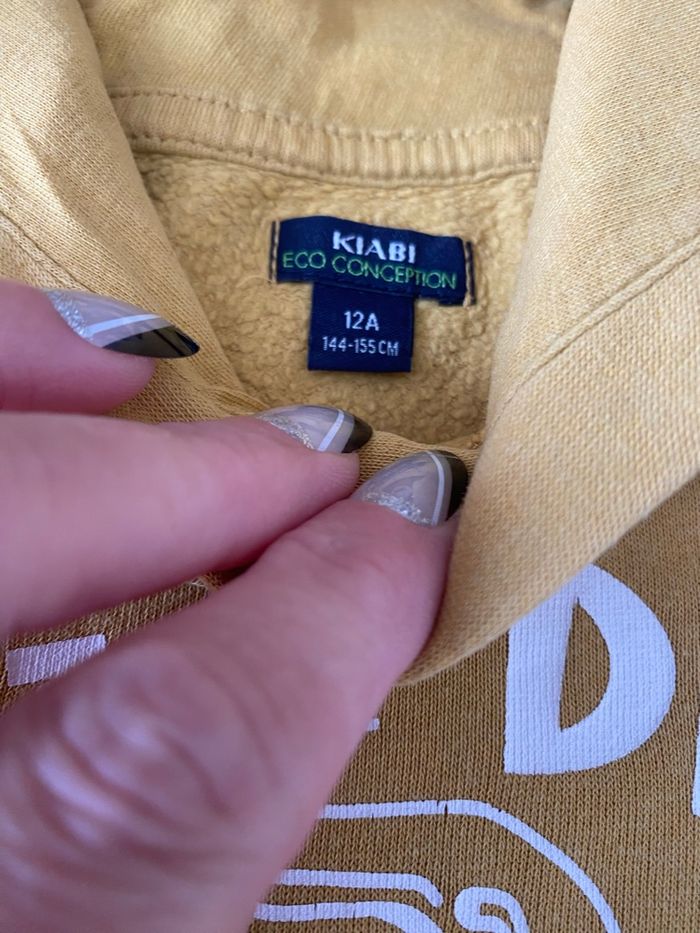 KIABI
ECO CONCEPTION
12A
144-155 CM
D